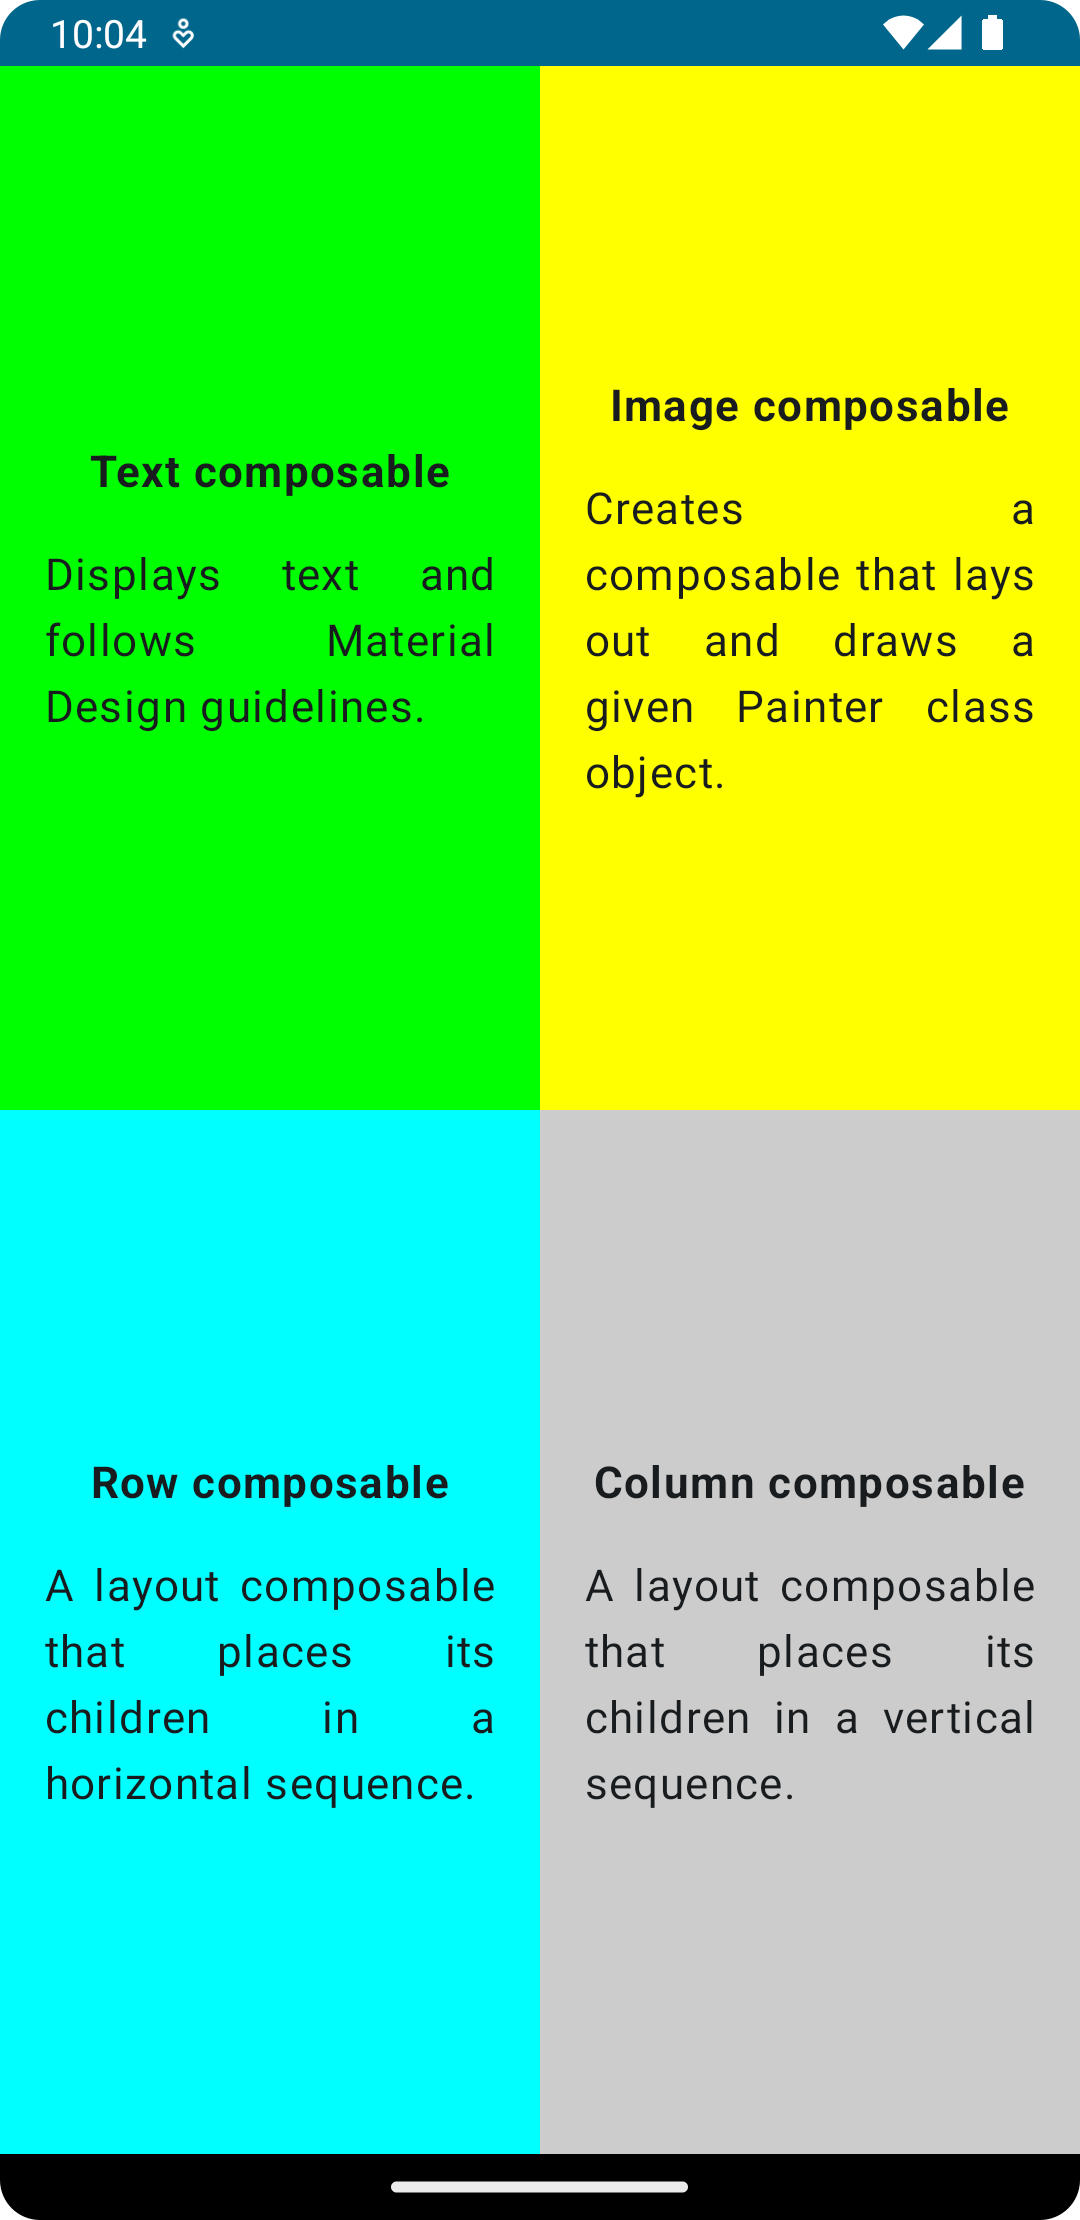 10:04
Text composable
Displays text and
follows Material
Design guidelines.
Image composable
Creates a
composable that lays
out and draws a
given Painter class
object.
Row composable
A layout composable
that places its
children in a
horizontal sequence.
Column composable
A layout composable
that places its
children in a vertical
sequence.